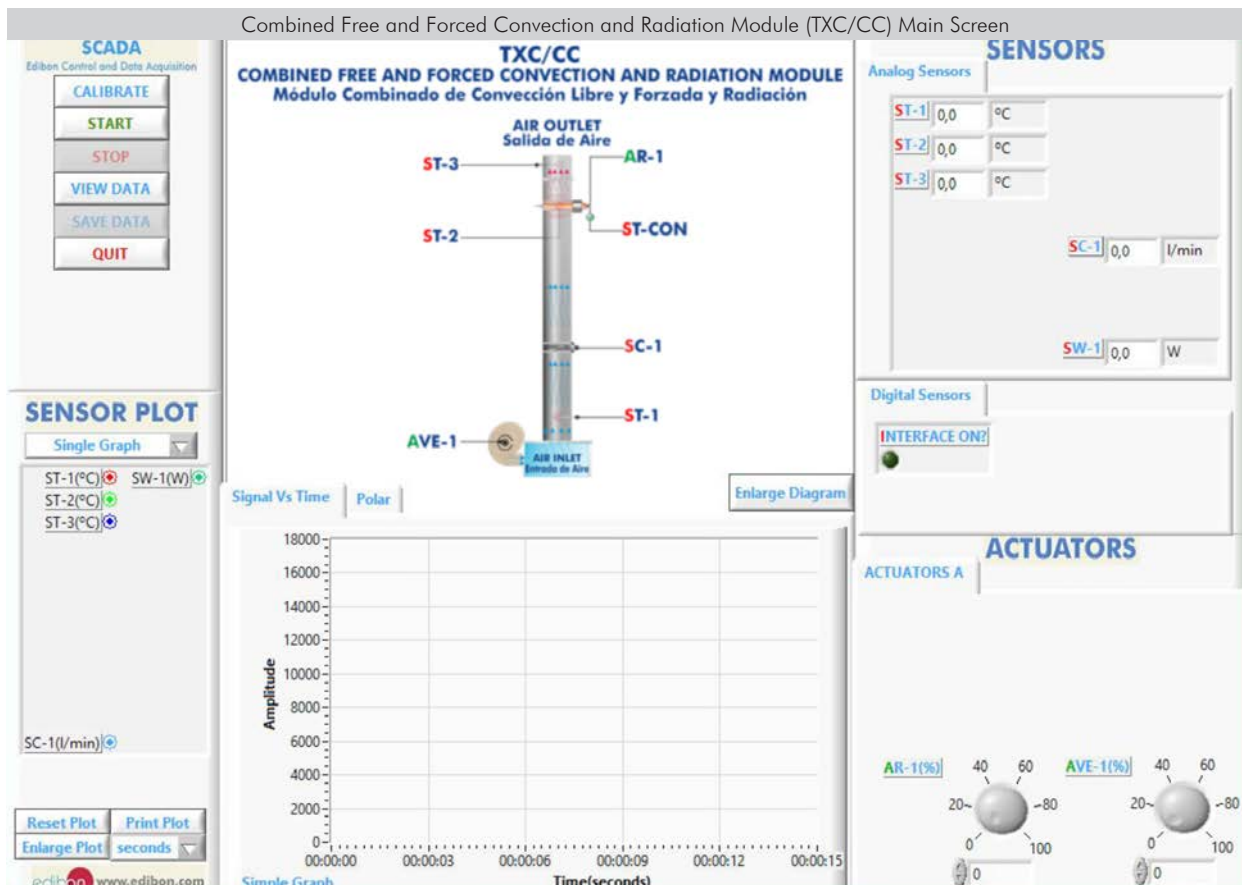 Combined Free and Forced Convection and Radiation Module (TXC/CC) Main Screen
SCADA
Edibon Control and Data Acquisition
CALIBRATE
START
STOP
VIEW DATA
SAVE DATA
QUIT
TXC/CC
COMBINED FREE AND FORCED CONVECTION AND RADIATION MODULE
Módulo Combinado de Convección Libre y Forzada y Radiación
AIR OUTLET
Salida de Aire
ST-3
AR-1
ST-2
ST-CON
SC-1
ST-1
AVE-1
AIR INLET
Entrada de Aire
Enlarge Diagram
SENSORS
Analog Sensors
ST-1 0,0 ºC
ST-2 0,0 ºC
ST-3 0,0 ºC
SC-1 0,0 l/min
SW-1 0,0 W
Digital Sensors
INTERFACE ON?
SENSOR PLOT
Single Graph
ST-1(ºC) SW-1(W)
ST-2(ºC)
ST-3(ºC)
SC-1(l/min)
Reset Plot Print Plot
Enlarge Plot seconds
edibon www.edibon.com
Signal Vs Time Polar
18000
16000
14000
12000
10000
8000
6000
4000
2000
0
Amplitude
00:00:00 00:00:03 00:00:06 00:00:09 00:00:12 00:00:15
Simple Graph Time(seconds)
ACTUATORS
ACTUATORS A
AR-1(%) 40 60 AVE-1(%) 40 60
20 80 20 80
0 100 0 100
0 0